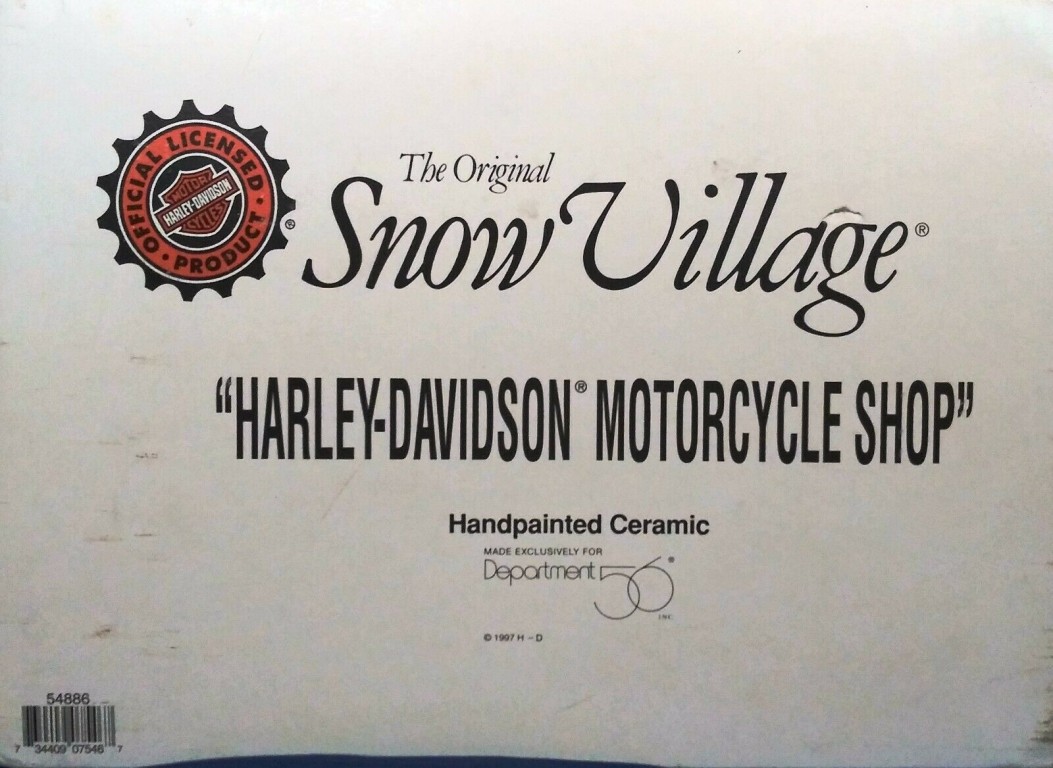 OFFICIAL LICENSED
PRODUCT
MOTOR
HARLEY-DAVIDSON
CYCLES
®
The Original
Snow Village®
“HARLEY-DAVIDSON® MOTORCYCLE SHOP”
Handpainted Ceramic
MADE EXCLUSIVELY FOR
Department 56®
INC.
© 1997 H – D
54886
7 34409 07546 7